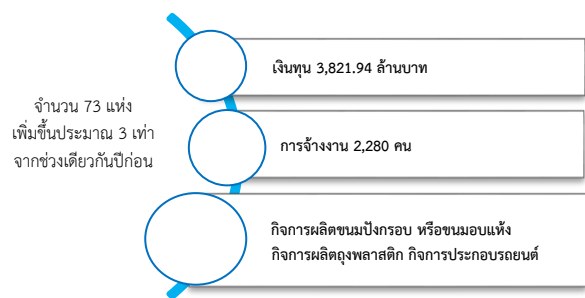 จำนวน 73 แห่ง
เพิ่มขึ้นประมาณ 3 เท่า
จากช่วงเดียวกันปีก่อน
เงินทุน 3,821.94 ล้านบาท
การจ้างงาน 2,280 คน
กิจการผลิตขนมปังกรอบ หรือขนมอบแห้ง
กิจการผลิตถุงพลาสติก กิจการประกอบรถยนต์